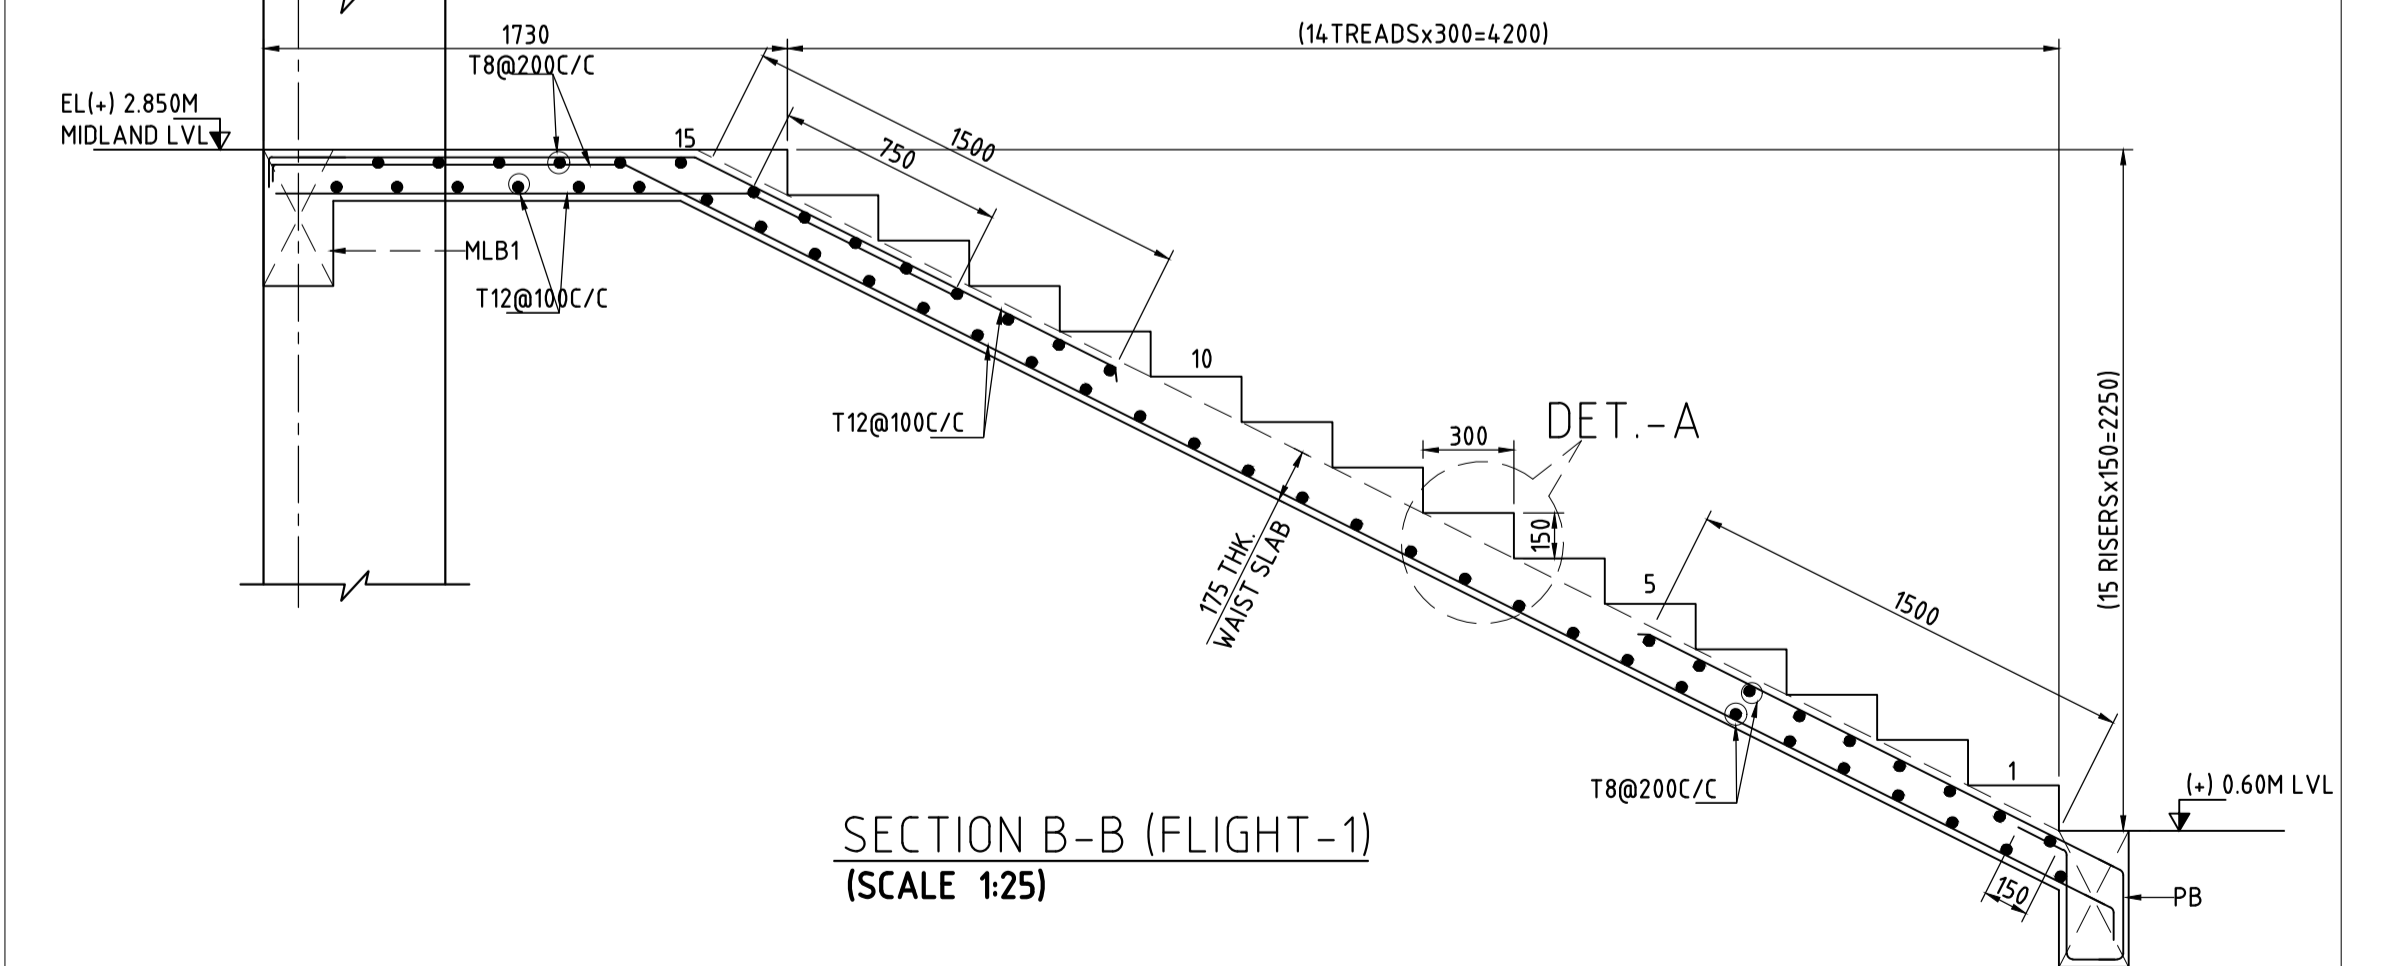 1730
(14TREADSx300=4200)
T8@200C/C
EL(+) 2.850M
MIDLAND LVL
15
750
1500
MLB1
T12@100C/C
10
T12@100C/C
300
DET.-A
150
175 THK.
WAIST SLAB
5
1500
(15 RISERSx150=2250)
T8@200C/C
1
(+) 0.60M LVL
SECTION B-B (FLIGHT-1)
(SCALE 1:25)
150
PB